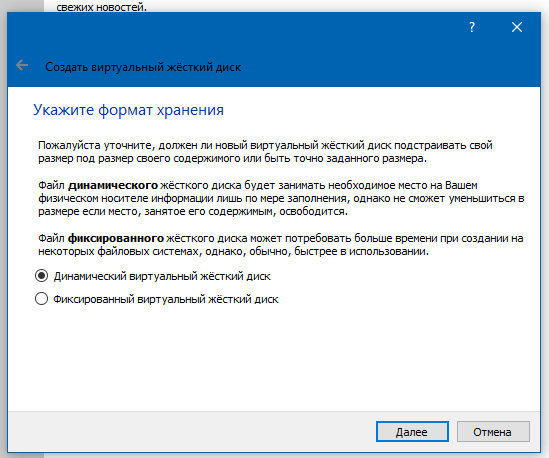 свежих новостей.
?
Создать виртуальный жёсткий диск
Укажите формат хранения
Пожалуйста уточните, должен ли новый виртуальный жёсткий диск подстраивать свой
размер под размер своего содержимого или быть точно заданного размера.
Файл динамического жёсткого диска будет занимать необходимое место на Вашем
физическом носителе информации лишь по мере заполнения, однако не сможет уменьшиться в
размере если место, занятое его содержимым, освободится.
Файл фиксированного жёсткого диска может потребовать больше времени при создании на
некоторых файловых системах, однако, обычно, быстрее в использовании.
Динамический виртуальный жёсткий диск
Фиксированный виртуальный жёсткий диск
Далее
Отмена